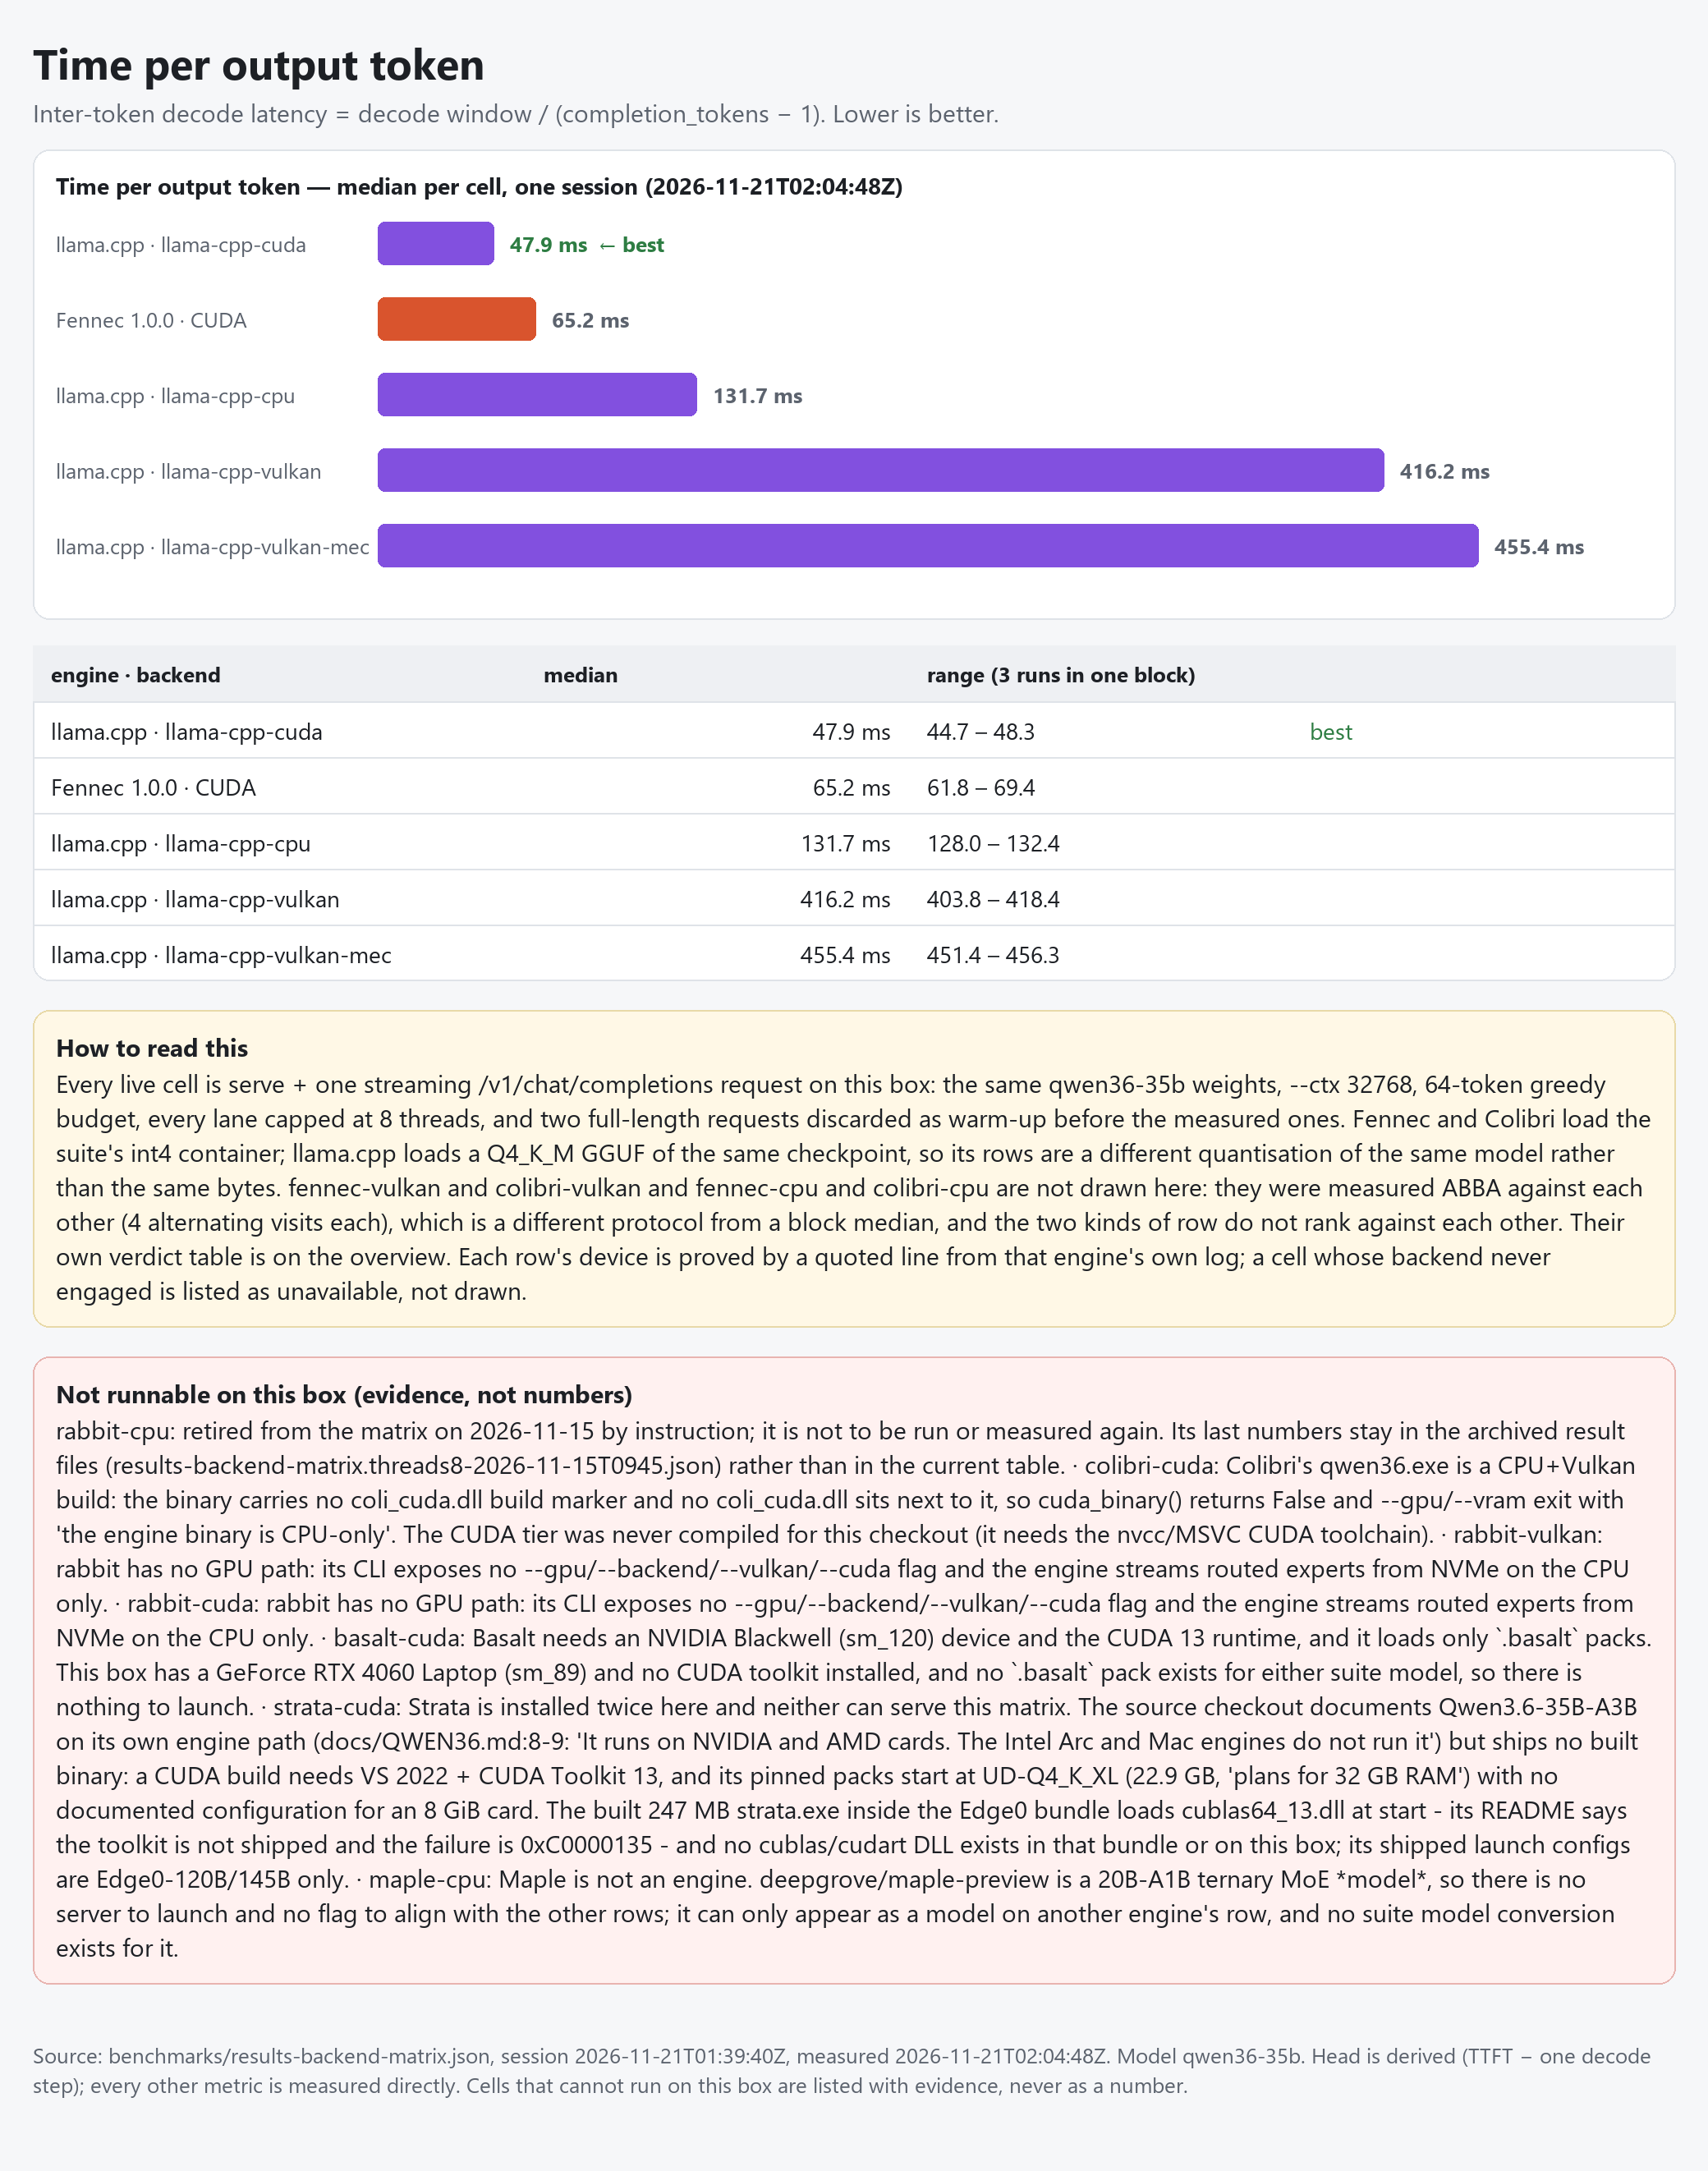 Time per output token
Inter-token decode latency = decode window / (completion_tokens − 1). Lower is better.
Time per output token — median per cell, one session (2026-11-21T02:04:48Z)
llama.cpp · llama-cpp-cuda 47.9 ms ← best
Fennec 1.0.0 · CUDA 65.2 ms
llama.cpp · llama-cpp-cpu 131.7 ms
llama.cpp · llama-cpp-vulkan 416.2 ms
llama.cpp · llama-cpp-vulkan-mec 455.4 ms
engine · backend median range (3 runs in one block)
llama.cpp · llama-cpp-cuda 47.9 ms 44.7 – 48.3 best
Fennec 1.0.0 · CUDA 65.2 ms 61.8 – 69.4
llama.cpp · llama-cpp-cpu 131.7 ms 128.0 – 132.4
llama.cpp · llama-cpp-vulkan 416.2 ms 403.8 – 418.4
llama.cpp · llama-cpp-vulkan-mec 455.4 ms 451.4 – 456.3
How to read this
Every live cell is serve + one streaming /v1/chat/completions request on this box: the same qwen36-35b weights, --ctx 32768, 64-token greedy
budget, every lane capped at 8 threads, and two full-length requests discarded as warm-up before the measured ones. Fennec and Colibri load the
suite's int4 container; llama.cpp loads a Q4_K_M GGUF of the same checkpoint, so its rows are a different quantisation of the same model rather
than the same bytes. fennec-vulkan and colibri-vulkan and fennec-cpu and colibri-cpu are not drawn here: they were measured ABBA against each
other (4 alternating visits each), which is a different protocol from a block median, and the two kinds of row do not rank against each other. Their
own verdict table is on the overview. Each row's device is proved by a quoted line from that engine's own log; a cell whose backend never
engaged is listed as unavailable, not drawn.
Not runnable on this box (evidence, not numbers)
rabbit-cpu: retired from the matrix on 2026-11-15 by instruction; it is not to be run or measured again. Its last numbers stay in the archived result
files (results-backend-matrix.threads8-2026-11-15T0945.json) rather than in the current table. · colibri-cuda: Colibri's qwen36.exe is a CPU+Vulkan
build: the binary carries no coli_cuda.dll build marker and no coli_cuda.dll sits next to it, so cuda_binary() returns False and --gpu/--vram exit with
'the engine binary is CPU-only'. The CUDA tier was never compiled for this checkout (it needs the nvcc/MSVC CUDA toolchain). · rabbit-vulkan:
rabbit has no GPU path: its CLI exposes no --gpu/--backend/--vulkan/--cuda flag and the engine streams routed experts from NVMe on the CPU
only. · rabbit-cuda: rabbit has no GPU path: its CLI exposes no --gpu/--backend/--vulkan/--cuda flag and the engine streams routed experts from
NVMe on the CPU only. · basalt-cuda: Basalt needs an NVIDIA Blackwell (sm_120) device and the CUDA 13 runtime, and it loads only `.basalt` packs.
This box has a GeForce RTX 4060 Laptop (sm_89) and no CUDA toolkit installed, and no `.basalt` pack exists for either suite model, so there is
nothing to launch. · strata-cuda: Strata is installed twice here and neither can serve this matrix. The source checkout documents Qwen3.6-35B-A3B
on its own engine path (docs/QWEN36.md:8-9: 'It runs on NVIDIA and AMD cards. The Intel Arc and Mac engines do not run it') but ships no built
binary: a CUDA build needs VS 2022 + CUDA Toolkit 13, and its pinned packs start at UD-Q4_K_XL (22.9 GB, 'plans for 32 GB RAM') with no
documented configuration for an 8 GiB card. The built 247 MB strata.exe inside the Edge0 bundle loads cublas64_13.dll at start - its README says
the toolkit is not shipped and the failure is 0xC0000135 - and no cublas/cudart DLL exists in that bundle or on this box; its shipped launch configs
are Edge0-120B/145B only. · maple-cpu: Maple is not an engine. deepgrove/maple-preview is a 20B-A1B ternary MoE *model*, so there is no
server to launch and no flag to align with the other rows; it can only appear as a model on another engine's row, and no suite model conversion
exists for it.
Source: benchmarks/results-backend-matrix.json, session 2026-11-21T01:39:40Z, measured 2026-11-21T02:04:48Z. Model qwen36-35b. Head is derived (TTFT − one decode
step); every other metric is measured directly. Cells that cannot run on this box are listed with evidence, never as a number.